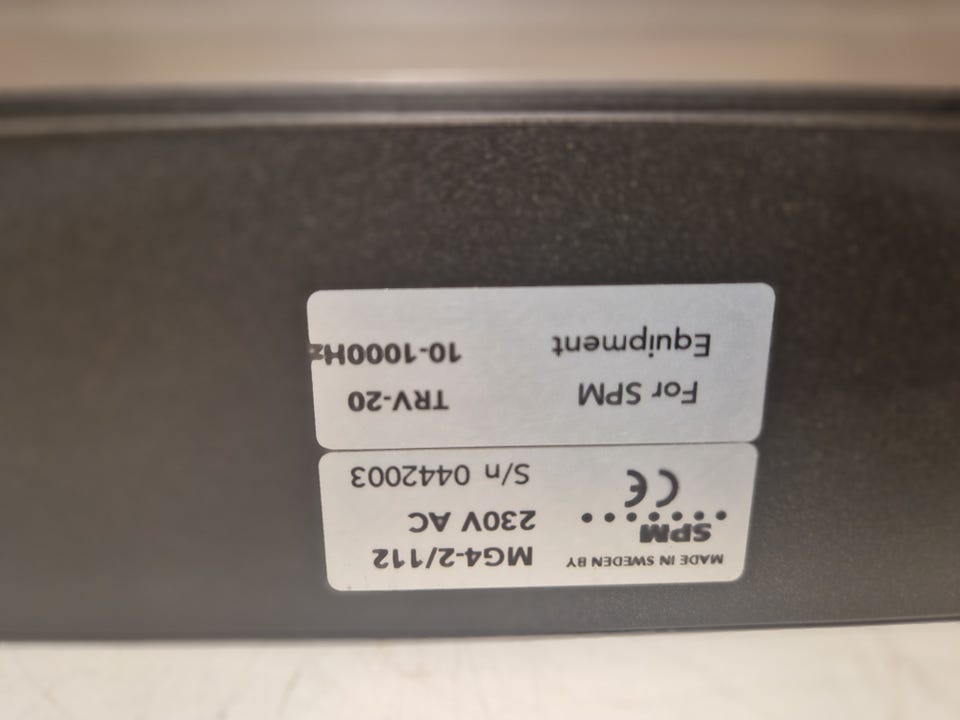 MADE IN SWEDEN BY
SPM
CE
MG4-2/112
230V AC
S/n 0442003
For SPM
Equipment
TRV-20
10-1000Hz